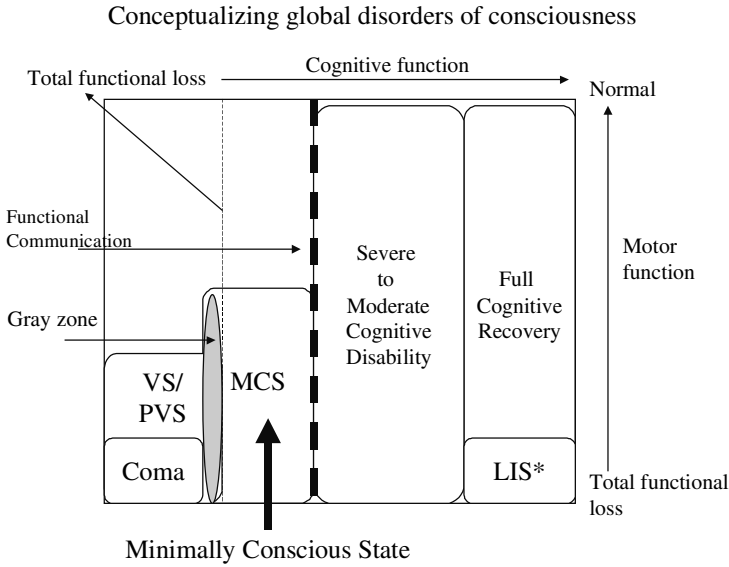 Conceptualizing global disorders of consciousness
Cognitive function
Total functional loss
Normal
Functional
Communication
Motor
function
Severe
to
Moderate
Cognitive
Disability
Full
Cognitive
Recovery
Gray zone
VS/
PVS
MCS
Coma
LIS*
Total functional
loss
Minimally Conscious State